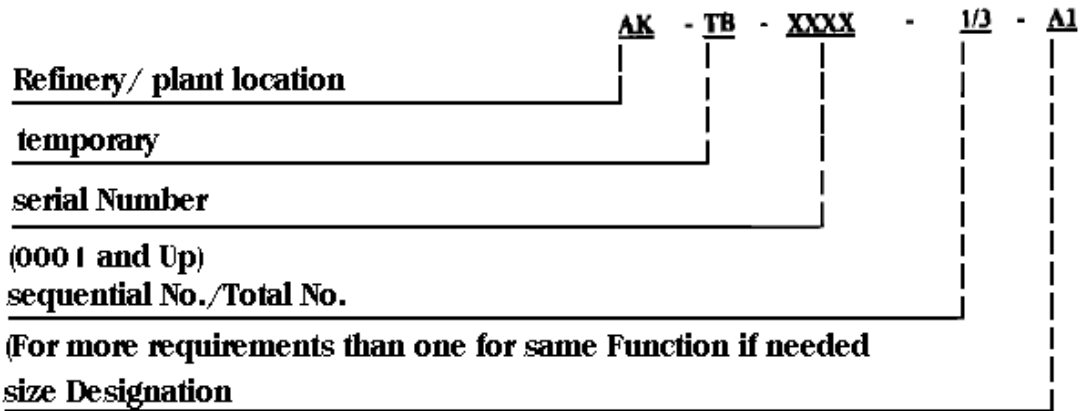 AK - TB - XXXX - 1/3 - A1
Refinery/ plant location
temporary
serial Number
(0001 and Up)
sequential No./Total No.
(For more requirements than one for same Function if needed
size Designation